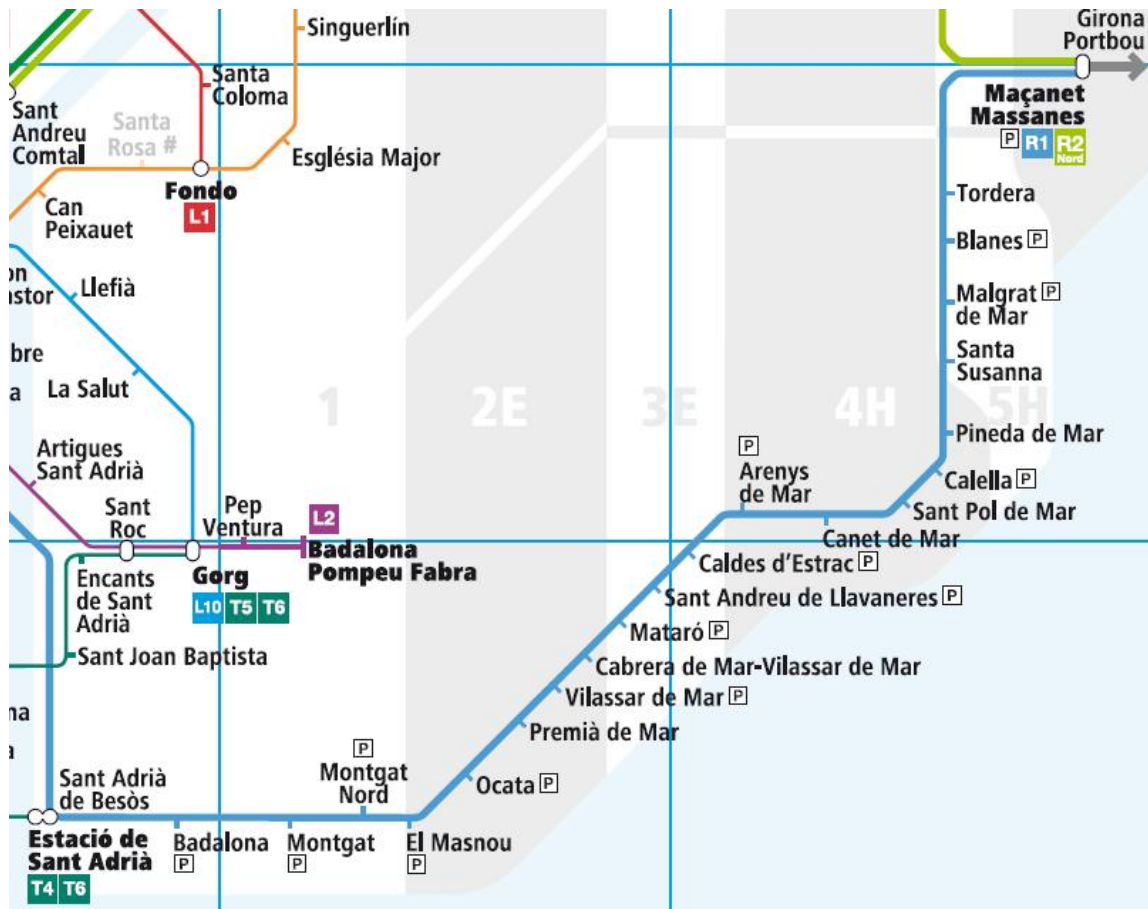 Singuerlín
Girona
Portbou
Santa
Coloma
Sant
Andreu
Comtal
Santa
Rosa #
Maçanet
Massanes
P R1 R2
Nord
Església Major
Fondo
L1
Can
Peixauet
Tordera
Blanes P
Llefià
Malgrat P
de Mar
Santa
Susanna
La Salut
1
2E
3E
4H
5H
Pineda de Mar
Artigues
Sant Adrià
P
Arenys
de Mar
Calella P
Sant Pol de Mar
Canet de Mar
Sant
Roc
Pep
Ventura
L2
Badalona
Pompeu Fabra
Encants
de Sant
Adrià
Gorg
L10 T5 T6
Caldes d'Estrac P
Sant Andreu de Llavaneres P
Mataró P
Sant Joan Baptista
Cabrera de Mar-Vilassar de Mar
Vilassar de Mar P
Premià de Mar
Sant Adrià
de Besòs
P
Montgat
Nord
Ocata P
Estació de
Sant Adrià
T4 T6
Badalona
P
Montgat
P
El Masnou
P